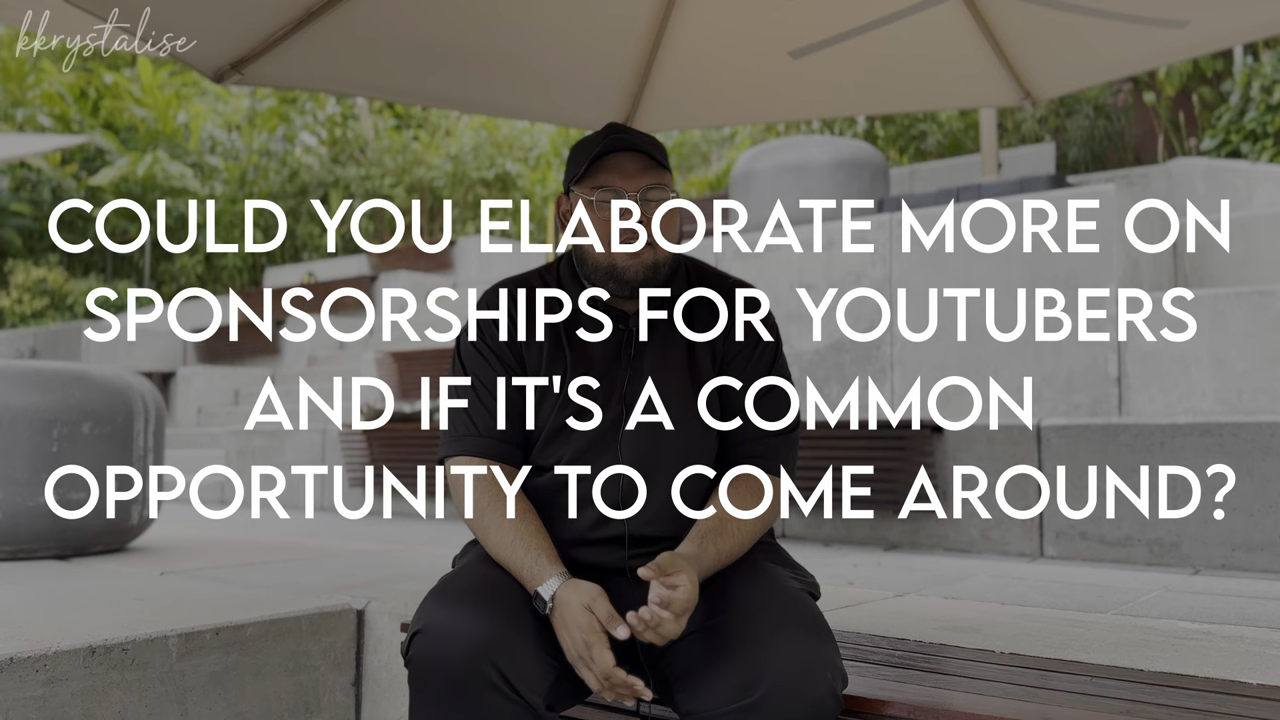 kkrystalise
COULD YOU ELABORATE MORE ON
SPONSORSHIPS FOR YOUTUBERS
AND IF IT'S A COMMON
OPPORTUNITY TO COME AROUND?